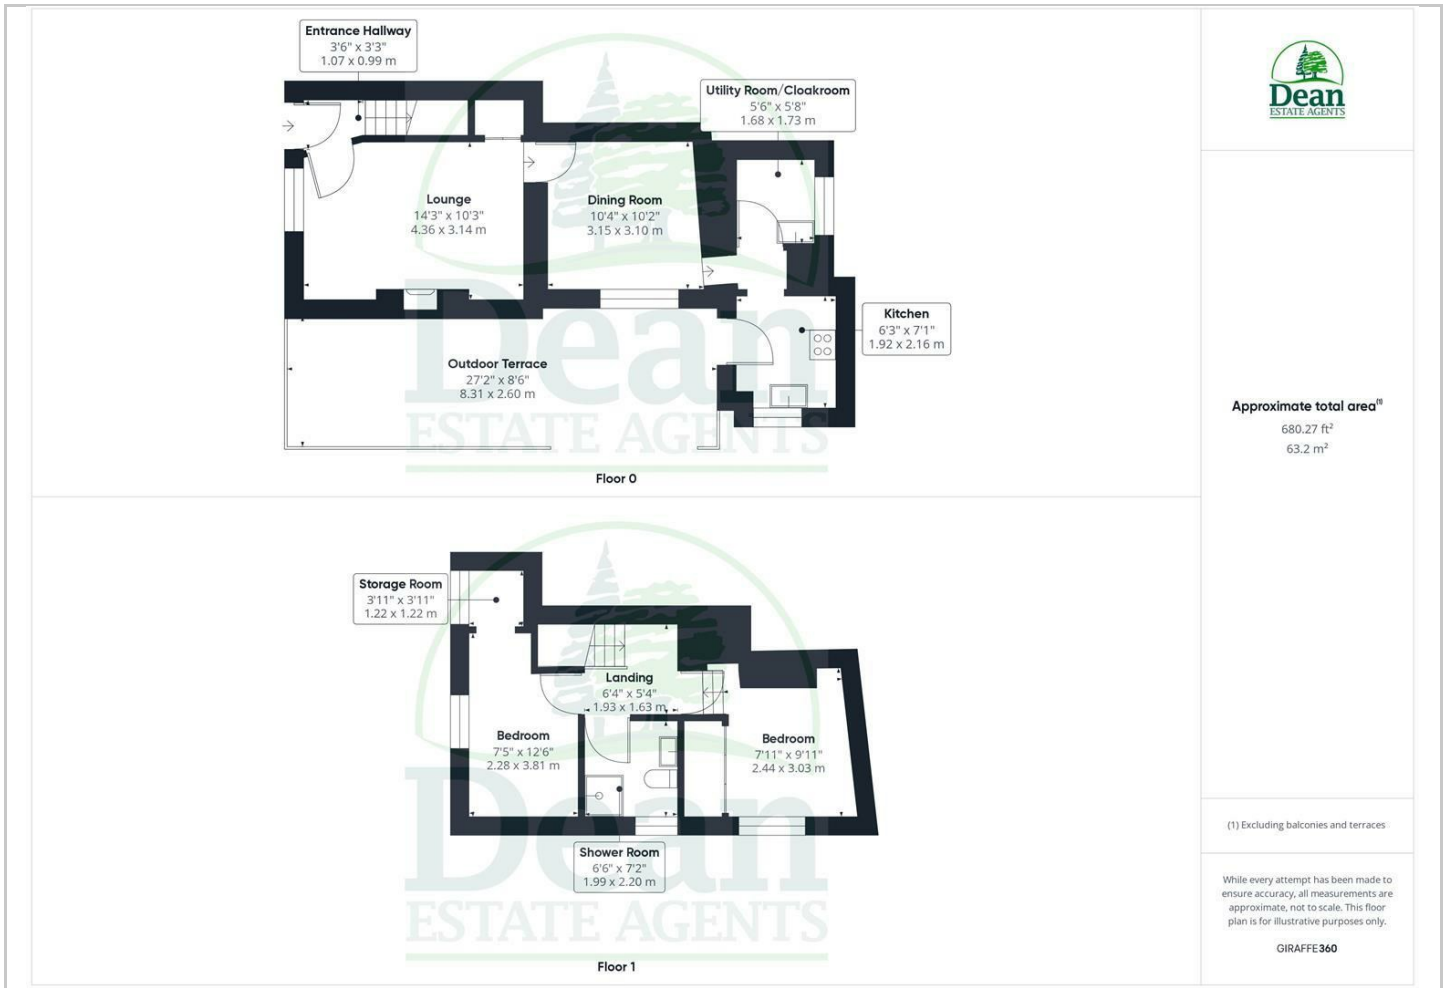 Entrance Hallway
3'6" x 3'3"
1.07 x 0.99 m
Utility Room/Cloakroom
5'6" x 5'8"
1.68 x 1.73 m
Lounge
14'3" x 10'3"
4.36 x 3.14 m
Dining Room
10'4" x 10'2"
3.15 x 3.10 m
Kitchen
6'3" x 7'1"
1.92 x 2.16 m
Outdoor Terrace
27'2" x 8'6"
8.31 x 2.60 m
Dean
ESTATE AGENTS
Floor 0
Storage Room
3'11" x 3'11"
1.22 x 1.22 m
Landing
6'4" x 5'4"
1.93 x 1.63 m
Bedroom
7'5" x 12'6"
2.28 x 3.81 m
Bedroom
7'11" x 9'11"
2.44 x 3.03 m
Shower Room
6'6" x 7'2"
1.99 x 2.20 m
Dean
ESTATE AGENTS
Floor 1
Dean
ESTATE AGENTS
Approximate total area(1)
680.27 ft²
63.2 m²
(1) Excluding balconies and terraces
While every attempt has been made to
ensure accuracy, all measurements are
approximate, not to scale. This floor
plan is for illustrative purposes only.
GIRAFFE360